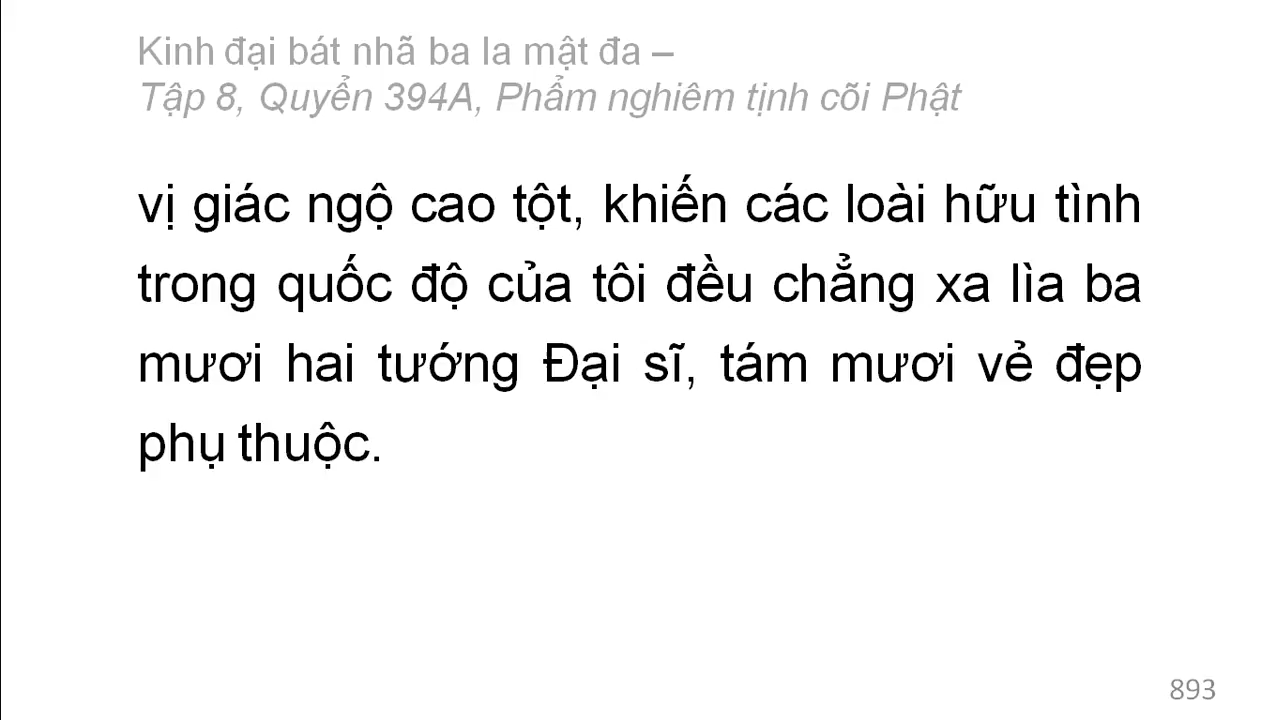 Kinh đại bát nhã ba la mật đa –
Tập 8, Quyển 394A, Phẩm nghiêm tịnh cõi Phật
vị giác ngộ cao tột, khiến các loài hữu tình
trong quốc độ của tôi đều chẳng xa lìa ba
mươi hai tướng Đại sĩ, tám mươi vẻ đẹp
phụ thuộc.
893